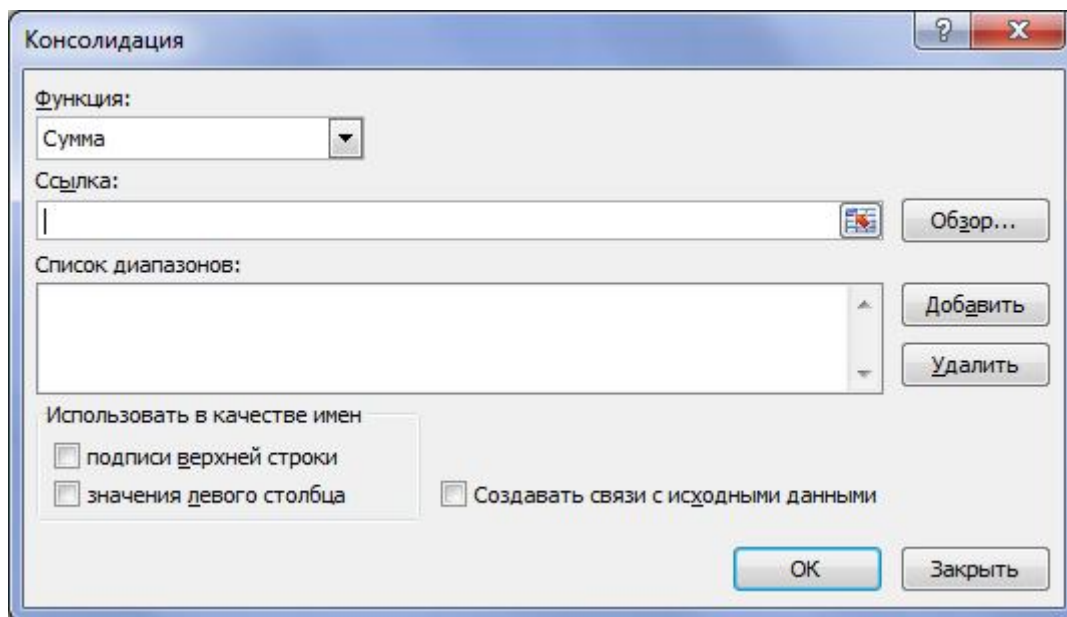 Консолидация
Функция:
Сумма
Ссылка:
Обзор...
Список диапазонов:
Добавить
Удалить
Использовать в качестве имен
подписи верхней строки
значения левого столбца
Создавать связи с исходными данными
ОК
Закрыть